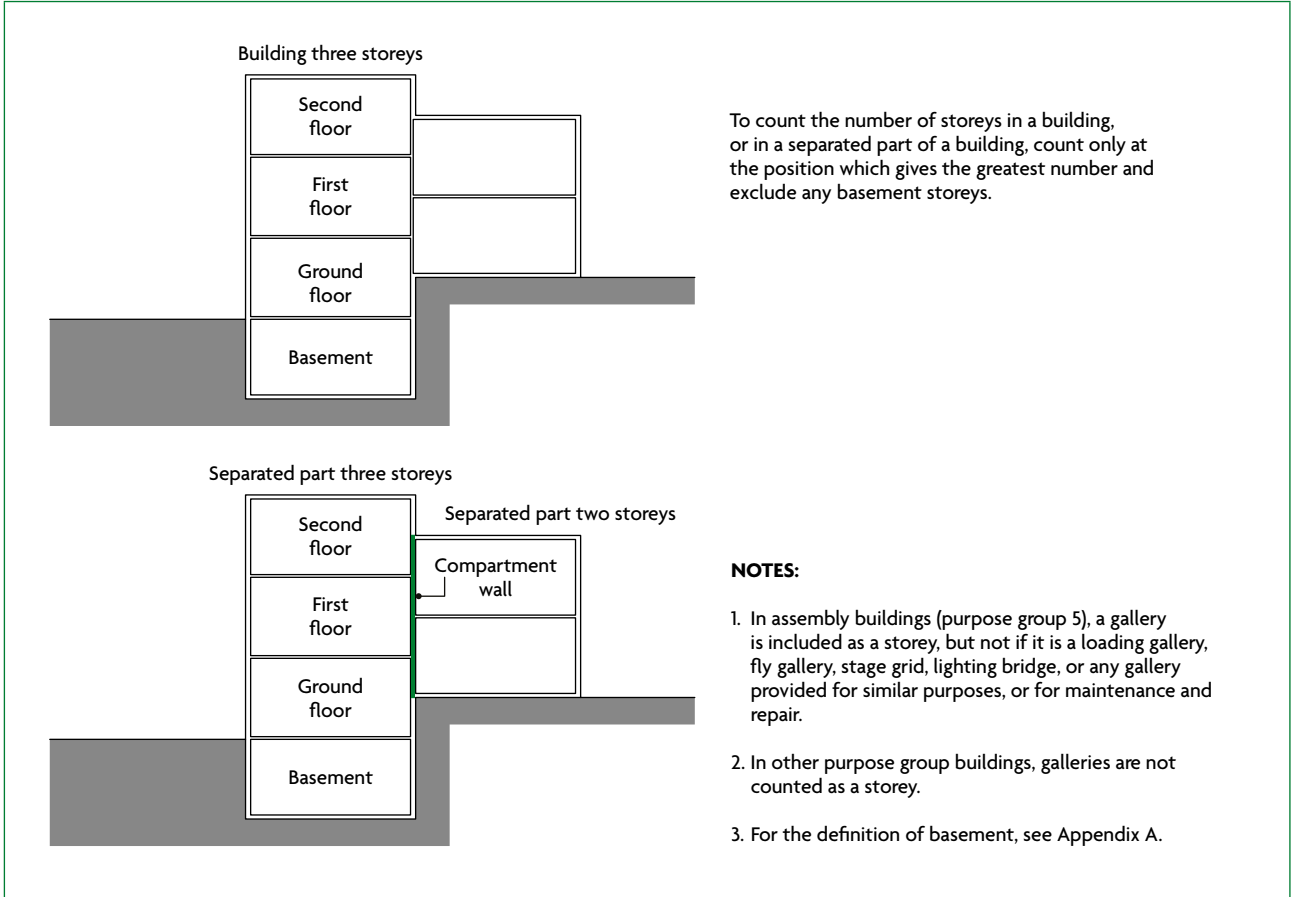 Building three storeys
Second
floor
First
floor
Ground
floor
Basement
To count the number of storeys in a building,
or in a separated part of a building, count only at
the position which gives the greatest number and
exclude any basement storeys.
Separated part three storeys
Separated part two storeys
Second
floor
Compartment
wall
First
floor
Ground
floor
Basement
NOTES:
1. In assembly buildings (purpose group 5), a gallery
is included as a storey, but not if it is a loading gallery,
fly gallery, stage grid, lighting bridge, or any gallery
provided for similar purposes, or for maintenance and
repair.
2. In other purpose group buildings, galleries are not
counted as a storey.
3. For the definition of basement, see Appendix A.